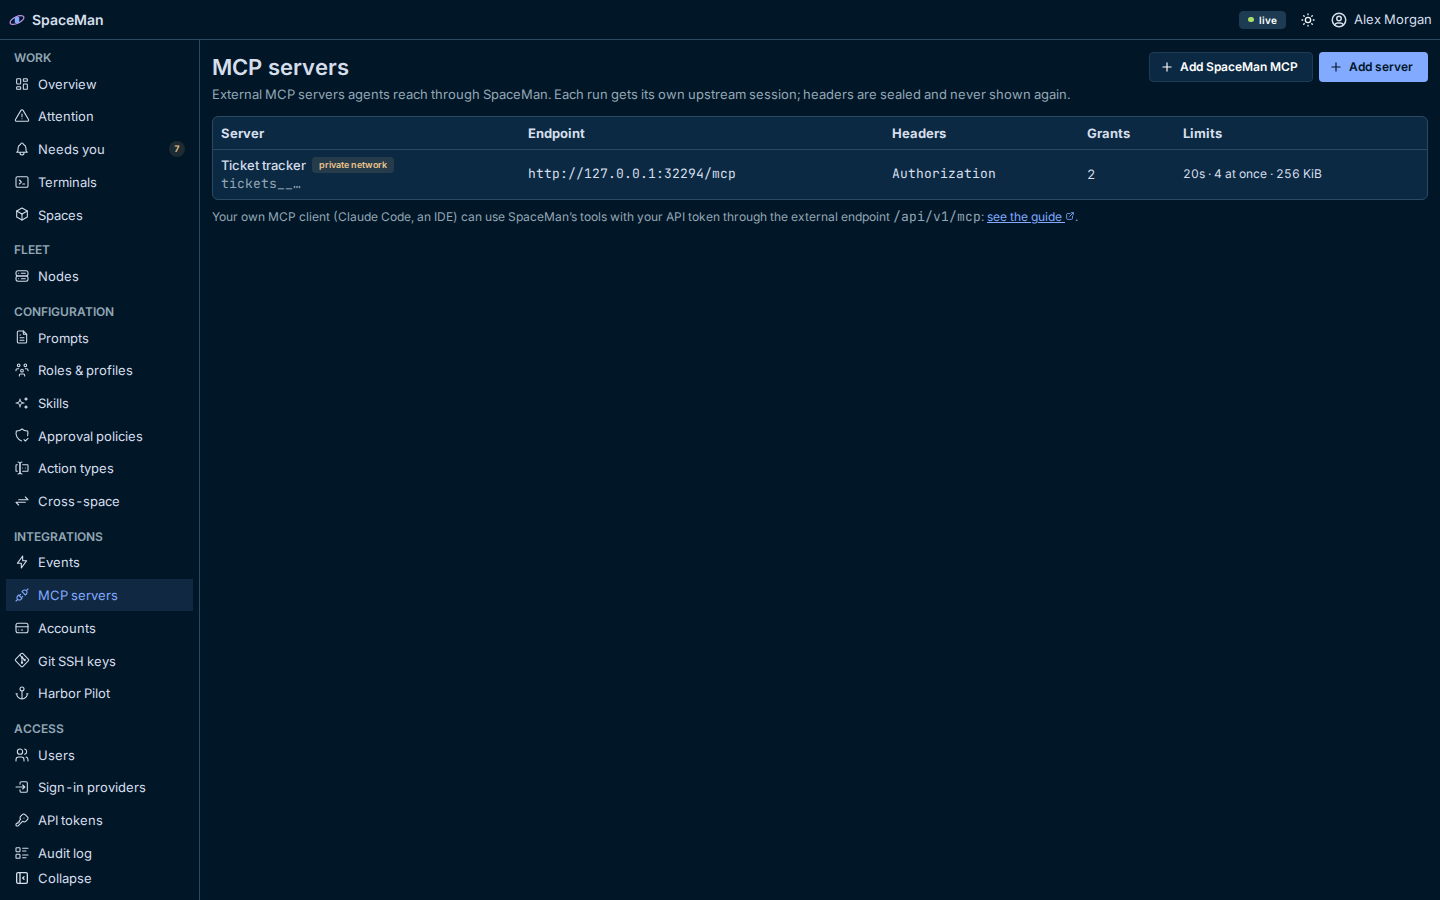 SpaceMan
live
Alex Morgan
WORK
Overview
Attention
Needs you 7
Terminals
Spaces
FLEET
Nodes
CONFIGURATION
Prompts
Roles & profiles
Skills
Approval policies
Action types
Cross-space
INTEGRATIONS
Events
MCP servers
Accounts
Git SSH keys
Harbor Pilot
ACCESS
Users
Sign-in providers
API tokens
Audit log
Collapse
MCP servers
Add SpaceMan MCP
Add server
External MCP servers agents reach through SpaceMan. Each run gets its own upstream session; headers are sealed and never shown again.
Server Endpoint Headers Grants Limits
Ticket tracker private network http://127.0.0.1:32294/mcp Authorization 2 20s · 4 at once · 256 KiB
tickets__…
Your own MCP client (Claude Code, an IDE) can use SpaceMan's tools with your API token through the external endpoint /api/v1/mcp: see the guide.